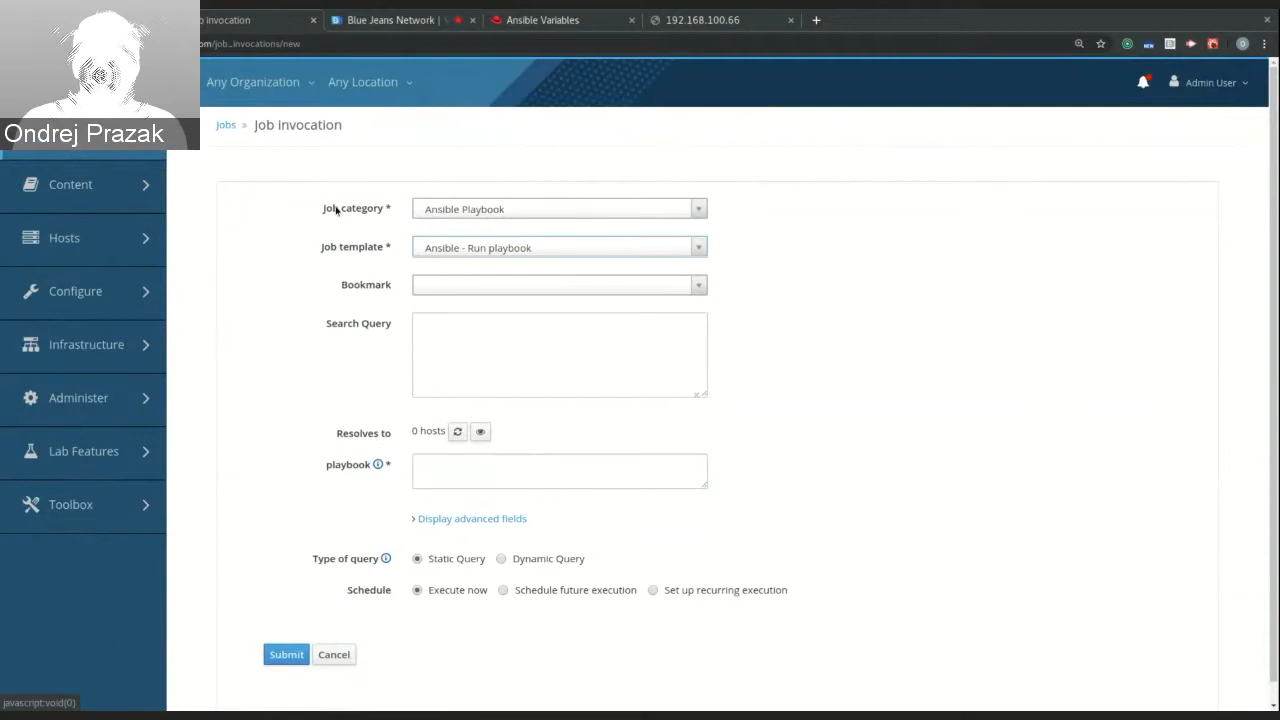 b invocation
Blue Jeans Network |
Ansible Variables
192.168.100.66
om/job_invocations/new
Any Organization
Any Location
Admin User
Ondrej Prazak
Jobs » Job invocation
Content
Hosts
Configure
Infrastructure
Administer
Lab Features
Toolbox
Job category *
Ansible Playbook
Job template *
Ansible - Run playbook
Bookmark
Search Query
Resolves to
0 hosts
playbook *
Display advanced fields
Type of query
Static Query
Dynamic Query
Schedule
Execute now
Schedule future execution
Set up recurring execution
Submit
Cancel
javascript:void(0)